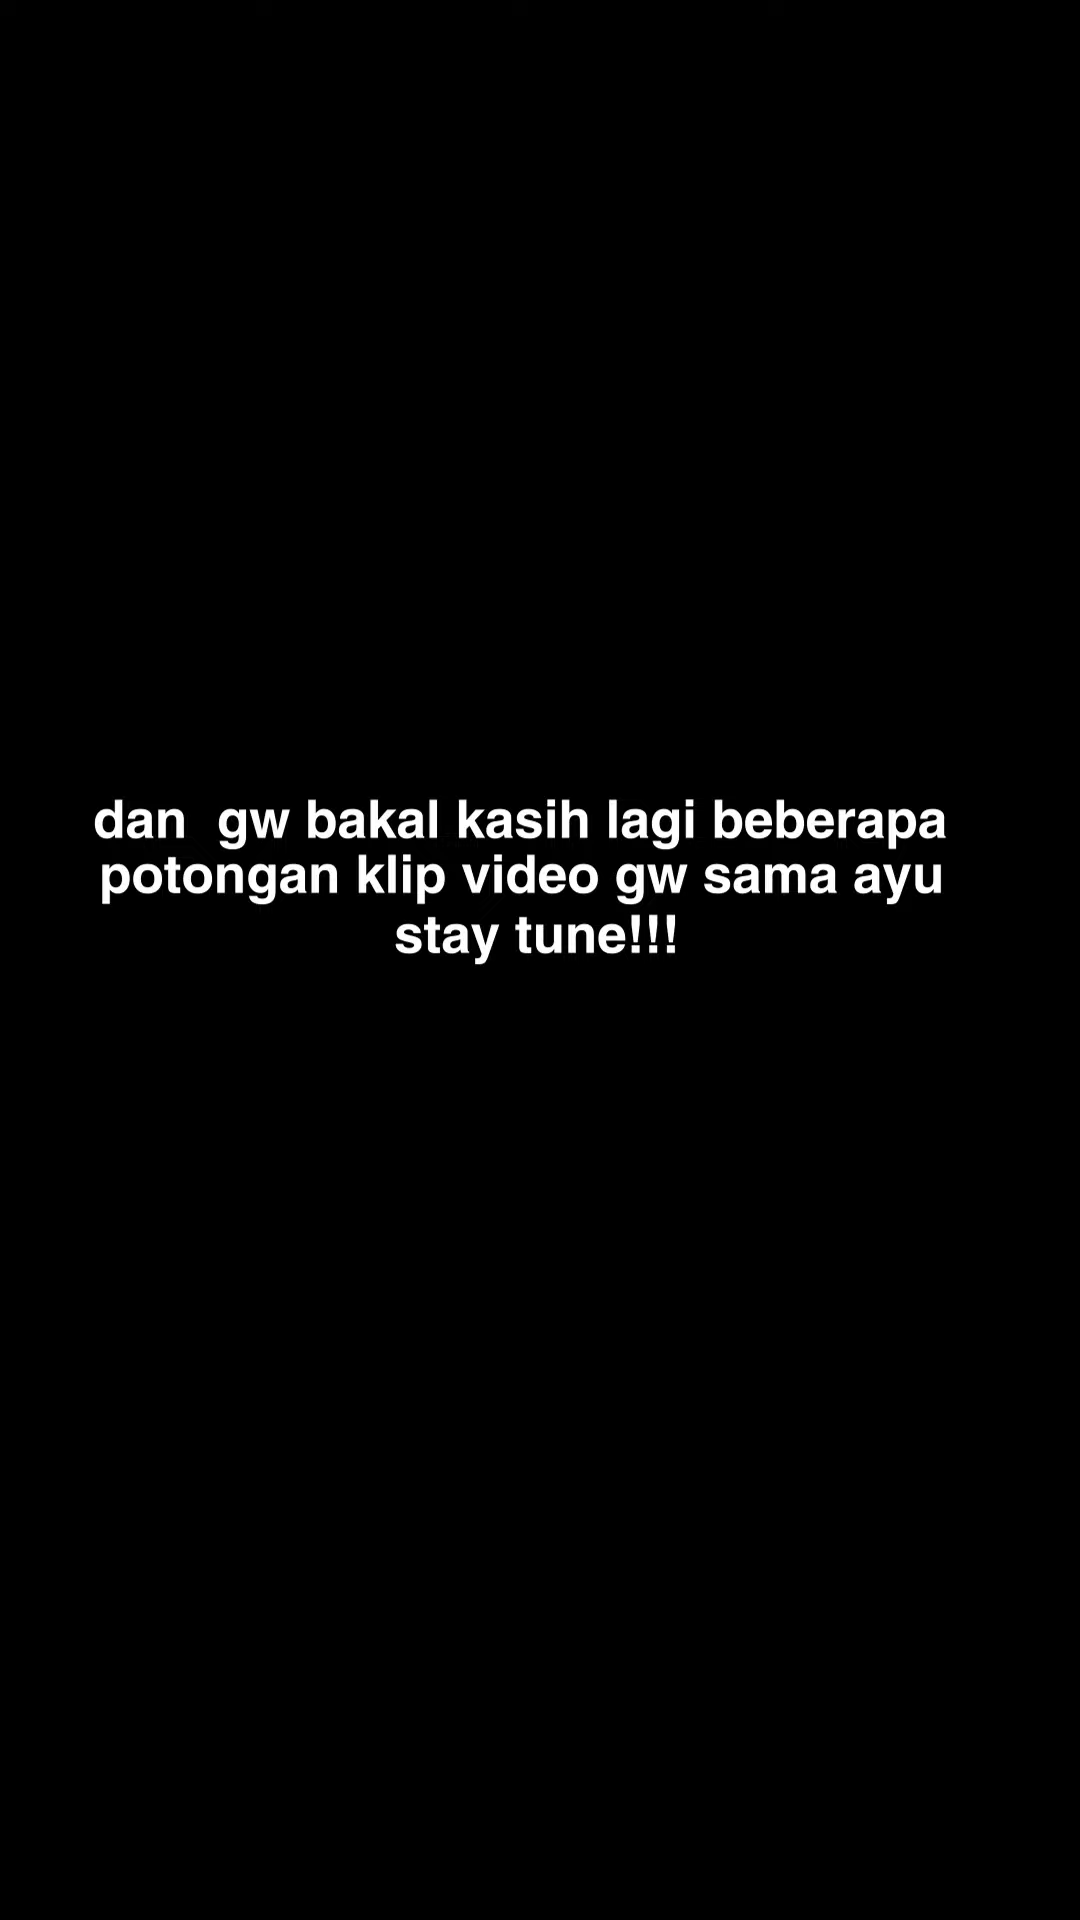 dan  gw bakal kasih lagi beberapa
potongan klip video gw sama ayu
stay tune!!!